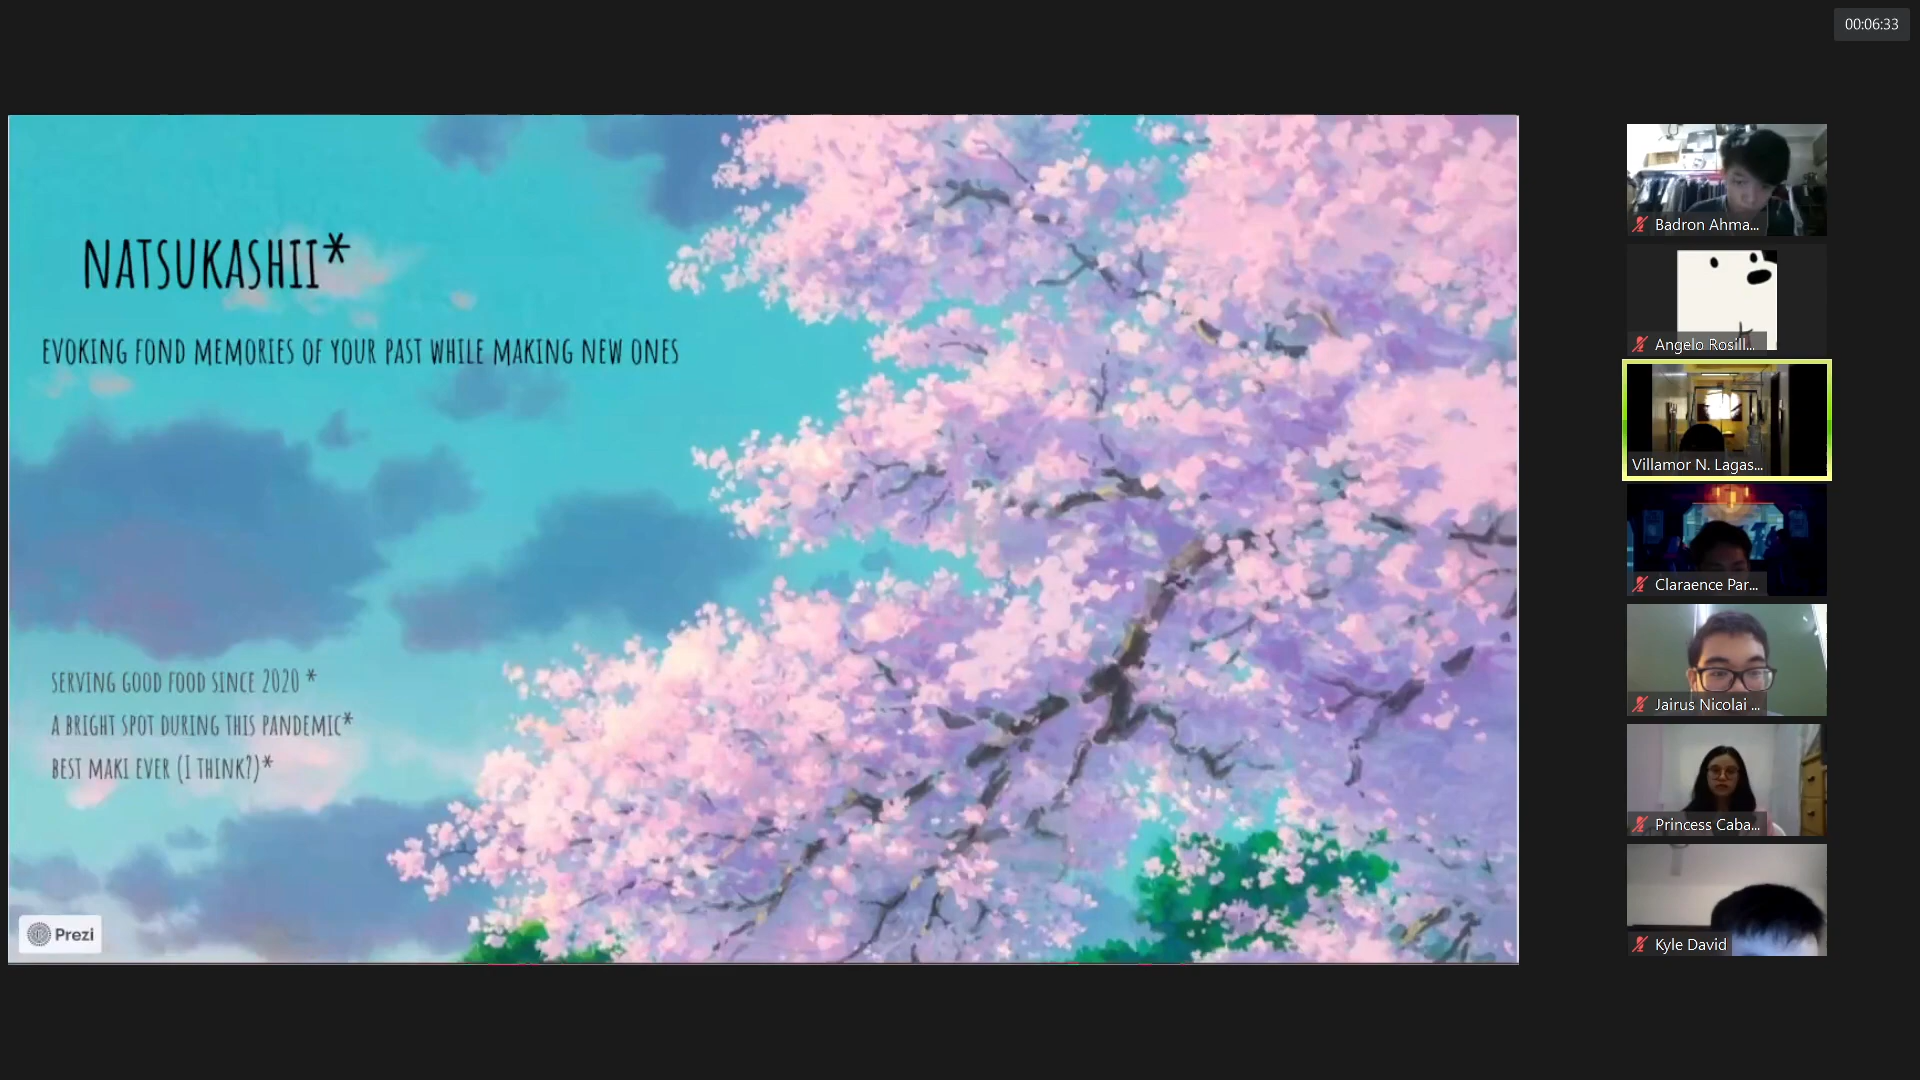 00:06:33
NATSUKASHII*
EVOKING FOND MEMORIES OF YOUR PAST WHILE MAKING NEW ONES
SERVING GOOD FOOD SINCE 2020 *
A BRIGHT SPOT DURING THIS PANDEMIC*
BEST MAKI EVER (I THINK?)*
Prezi
Badron Ahma...
Angelo Rosill...
Villamor N. Lagas...
Claraence Par...
Jairus Nicolai ...
Princess Caba...
Kyle David